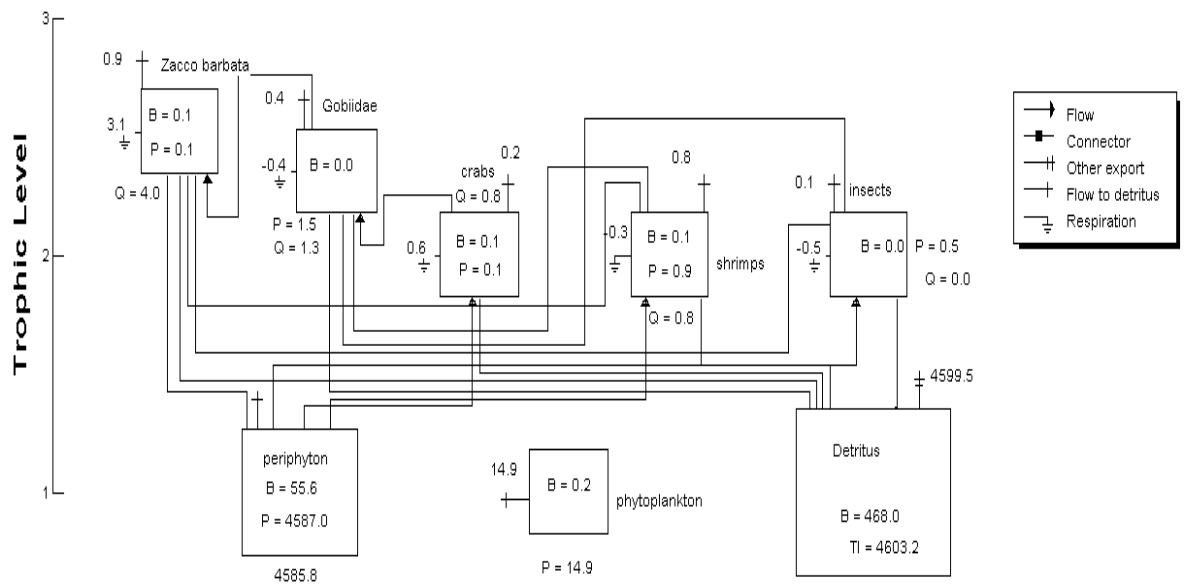 3
0.9
Zacco barbata
B = 0.1
P = 0.1
3.1
Q = 4.0
0.4
Gobiidae
-0.4
B = 0.0
P = 1.5
Q = 1.3
0.2
crabs
Q = 0.8
B = 0.1
P = 0.1
0.6
0.8
-0.3
B = 0.1
P = 0.9
shrimps
Q = 0.8
0.1
insects
-0.5
B = 0.0
P = 0.5
Q = 0.0
Flow
Connector
Other export
Flow to detritus
Respiration
2
Trophic Level
4599.5
periphyton
B = 55.6
P = 4587.0
4585.8
14.9
B = 0.2
phytoplankton
P = 14.9
Detritus
B = 468.0
TI = 4603.2
1